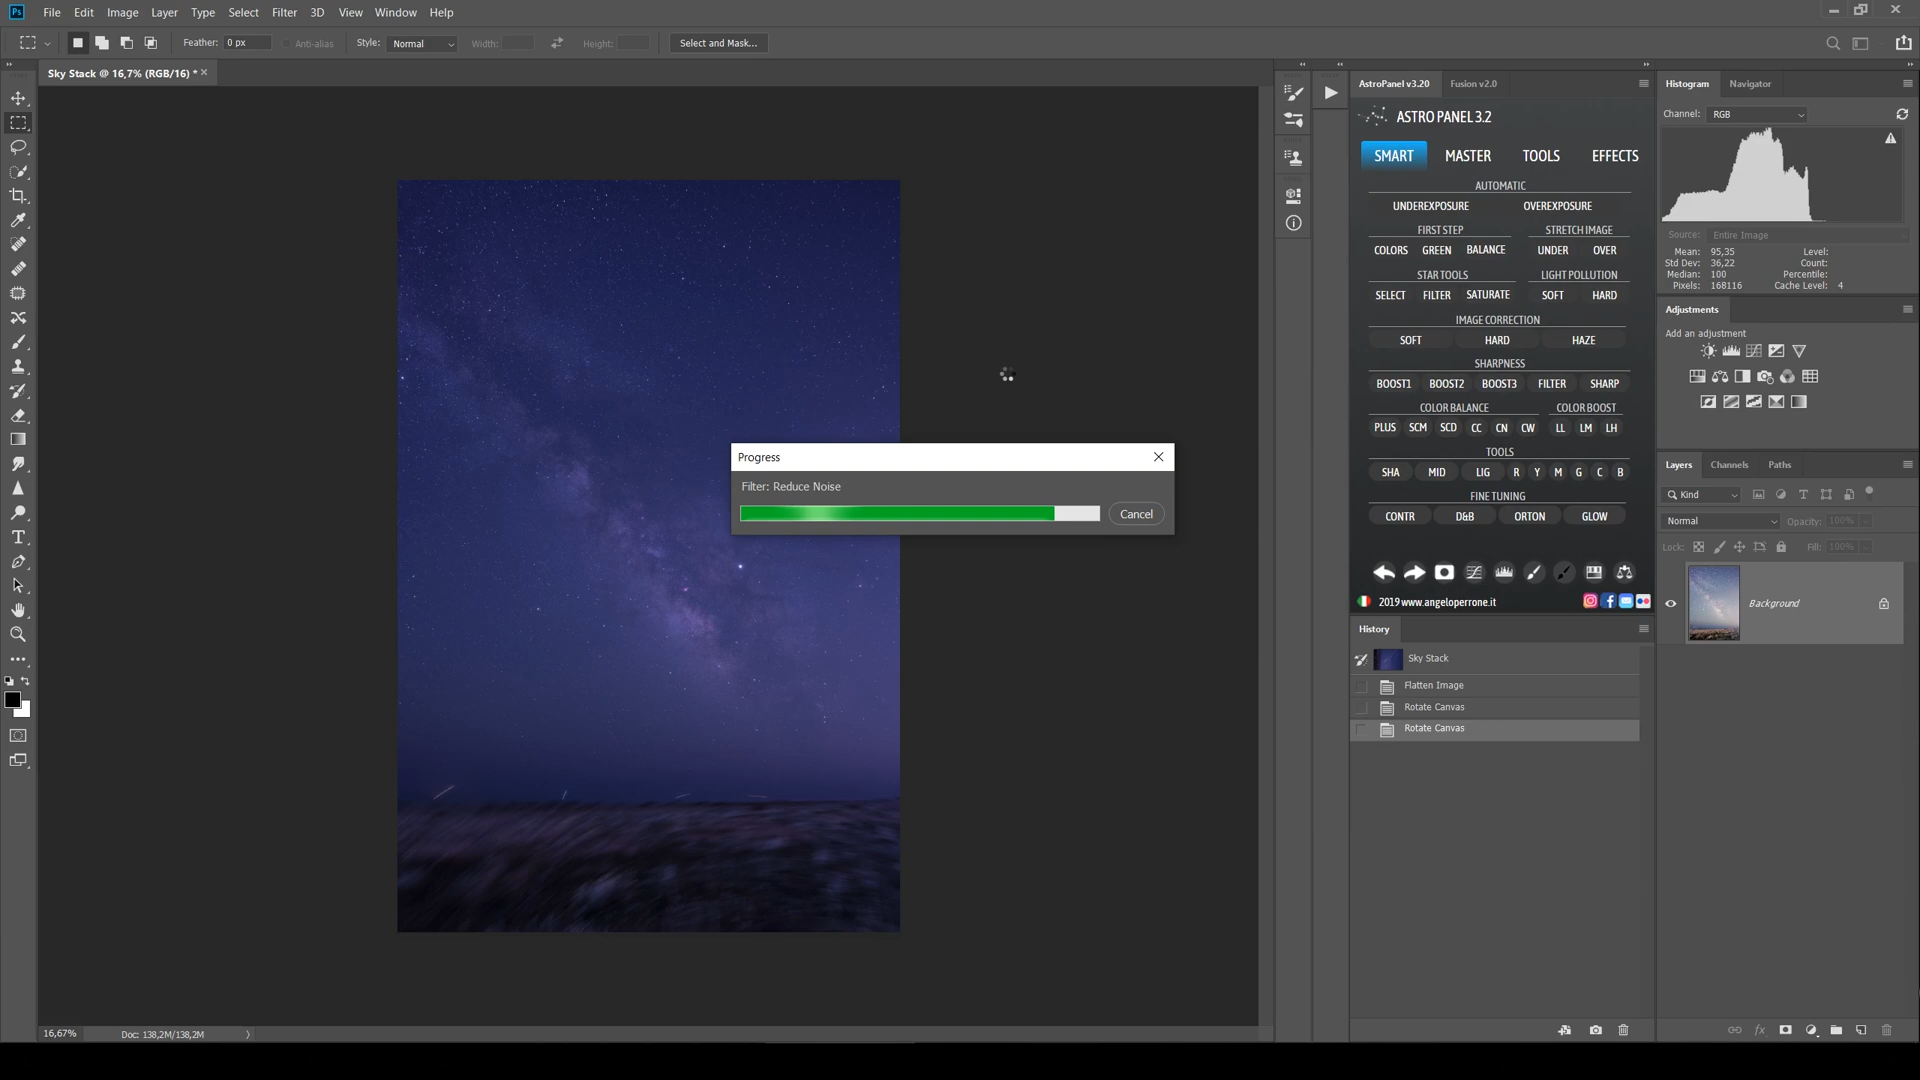 Ps File Edit Image Layer Type Select Filter 3D View Window Help
Feather: 0 px Anti-alias Style: Normal Width: Height: Select and Mask...
Sky Stack @ 16,7% (RGB/16) *
AstroPanel v3.20 Fusion v2.0
ASTRO PANEL 3.2
SMART MASTER TOOLS EFFECTS
AUTOMATIC
UNDEREXPOSURE OVEREXPOSURE
FIRST STEP STRETCH IMAGE
COLORS GREEN BALANCE UNDER OVER
STAR TOOLS LIGHT POLLUTION
SELECT FILTER SATURATE SOFT HARD
IMAGE CORRECTION
SOFT HARD HAZE
SHARPNESS
BOOST1 BOOST2 BOOST3 FILTER SHARP
COLOR BALANCE COLOR BOOST
PLUS SCM SCD CC CN CW LL LM LH
TOOLS
SHA MID LIG R Y M G C B
FINE TUNING
CONTR D&B ORTON GLOW
2019 www.angeloperrone.it
History
Sky Stack
Flatten Image
Rotate Canvas
Rotate Canvas
Histogram Navigator
Channel: RGB
Source: Entire Image
Mean: 95,35 Level:
Std Dev: 36,22 Count:
Median: 100 Percentile:
Pixels: 168116 Cache Level: 4
Adjustments
Add an adjustment
Layers Channels Paths
Kind
Normal Opacity: 100%
Lock: Fill: 100%
Background
Progress
Filter: Reduce Noise
Cancel
16,67% Doc: 138,2M/138,2M